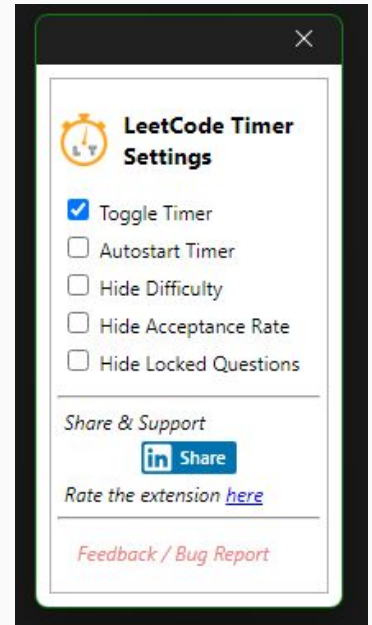 L T
LeetCode Timer
Settings
Toggle Timer
Autostart Timer
Hide Difficulty
Hide Acceptance Rate
Hide Locked Questions
Share & Support
in Share
Rate the extension here
Feedback / Bug Report